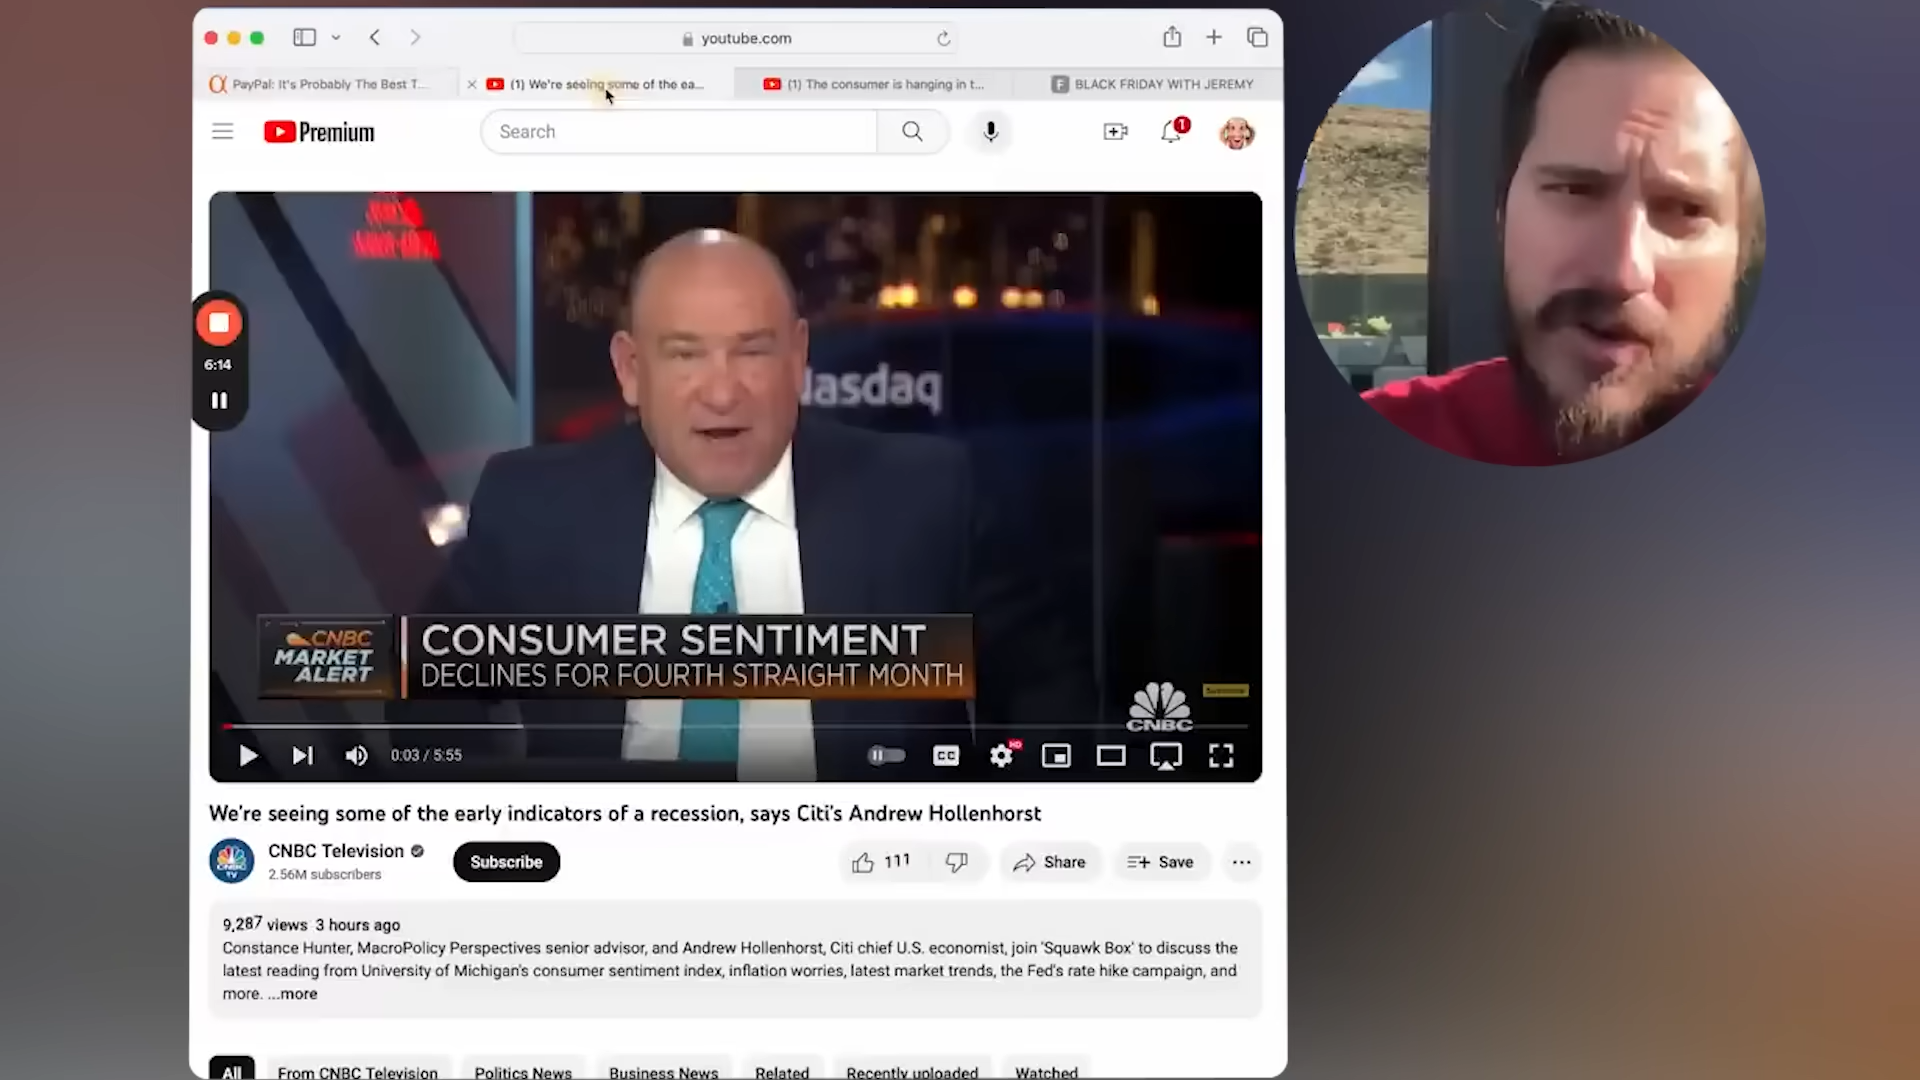 youtube.com
PayPal: It's Probably The Best T...
(1) We're seeing some of the ea...
(1) The consumer is hanging in t...
BLACK FRIDAY WITH JEREMY
Premium
Search
1
6:14
Nasdaq
CNBC
MARKET
ALERT
CONSUMER SENTIMENT
DECLINES FOR FOURTH STRAIGHT MONTH
CNBC
0:03 / 5:55
CC
HD
We're seeing some of the early indicators of a recession, says Citi's Andrew Hollenhorst
CNBC Television
2.56M subscribers
Subscribe
111
Share
Save
9,287 views 3 hours ago
Constance Hunter, MacroPolicy Perspectives senior advisor, and Andrew Hollenhorst, Citi chief U.S. economist, join 'Squawk Box' to discuss the
latest reading from University of Michigan's consumer sentiment index, inflation worries, latest market trends, the Fed's rate hike campaign, and
more. ...more
All
From CNBC Television
Politics News
Business News
Related
Recently uploaded
Watched